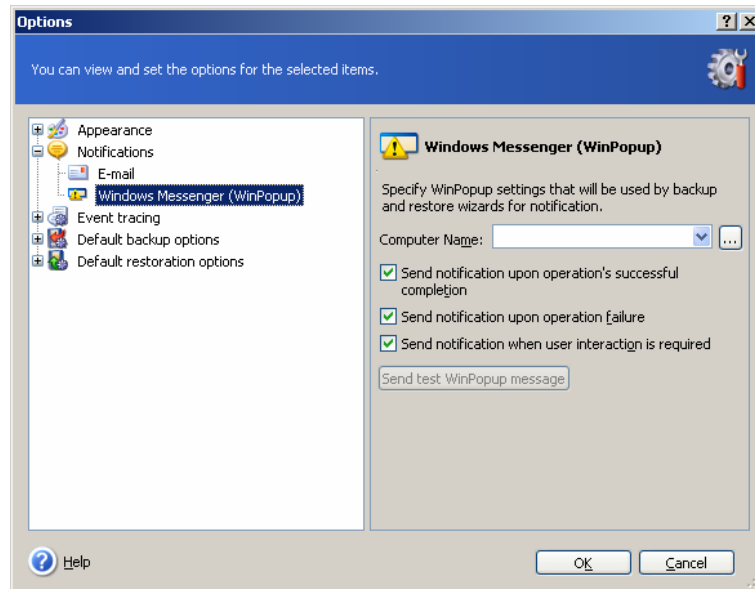 Options
You can view and set the options for the selected items.
Appearance
Notifications
E-mail
Windows Messenger (WinPopup)
Event tracing
Default backup options
Default restoration options
Windows Messenger (WinPopup)
Specify WinPopup settings that will be used by backup
and restore wizards for notification.
Computer Name:
...
Send notification upon operation's successful
completion
Send notification upon operation failure
Send notification when user interaction is required
Send test WinPopup message
Help
OK
Cancel